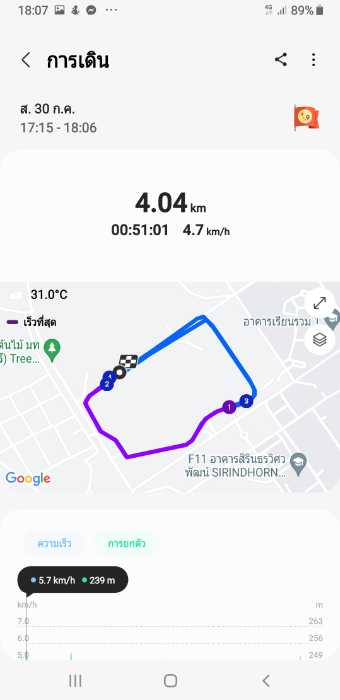 18:07
4G
89%
การเดิน
ส. 30 ก.ค.
17:15 - 18:06
4.04 km
00:51:01 4.7 km/h
31.0°C
เร็วที่สุด
อาคารเรียนรวม 1
ต้นไม้ มท
Tree...
2
1
3
F11 อาคารสิรินธรวิศว
พัฒน์ SIRINDHORN...
Google
ความเร็ว
การยกตัว
5.7 km/h 239 m
km/h
m
7.0
263
6.0
256
5.0
249